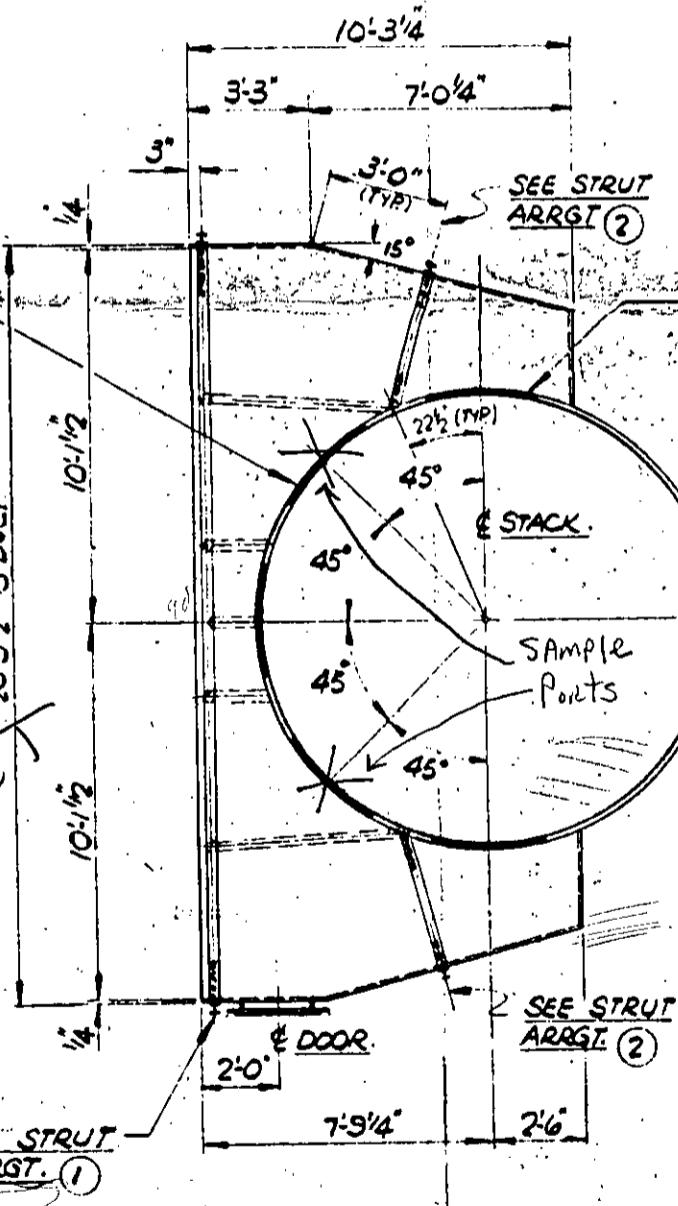 10'-3¼"
3'-3"
7'-0¼"
3"
3'-0"
(TYP.)
SEE STRUT
ARRGT ②
¼"
15°
22½° (TYP.)
45°
10'-1½"
℄ STACK.
45°
SAmple
Ports
45°
45°
10'-1½"
¼"
℄ DOOR.
SEE STRUT
ARRGT. ②
2'-0"
7'-9¼"
2'-6"
STRUT
RGT. ①